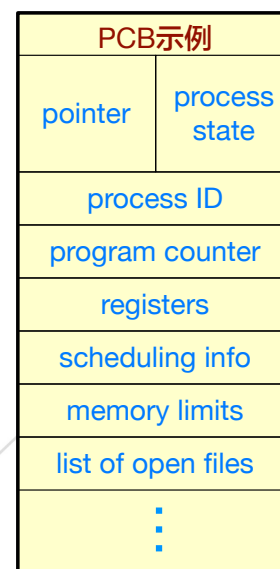 PCB示例
pointer
process
state
process ID
program counter
registers
scheduling info
memory limits
list of open files
⋮